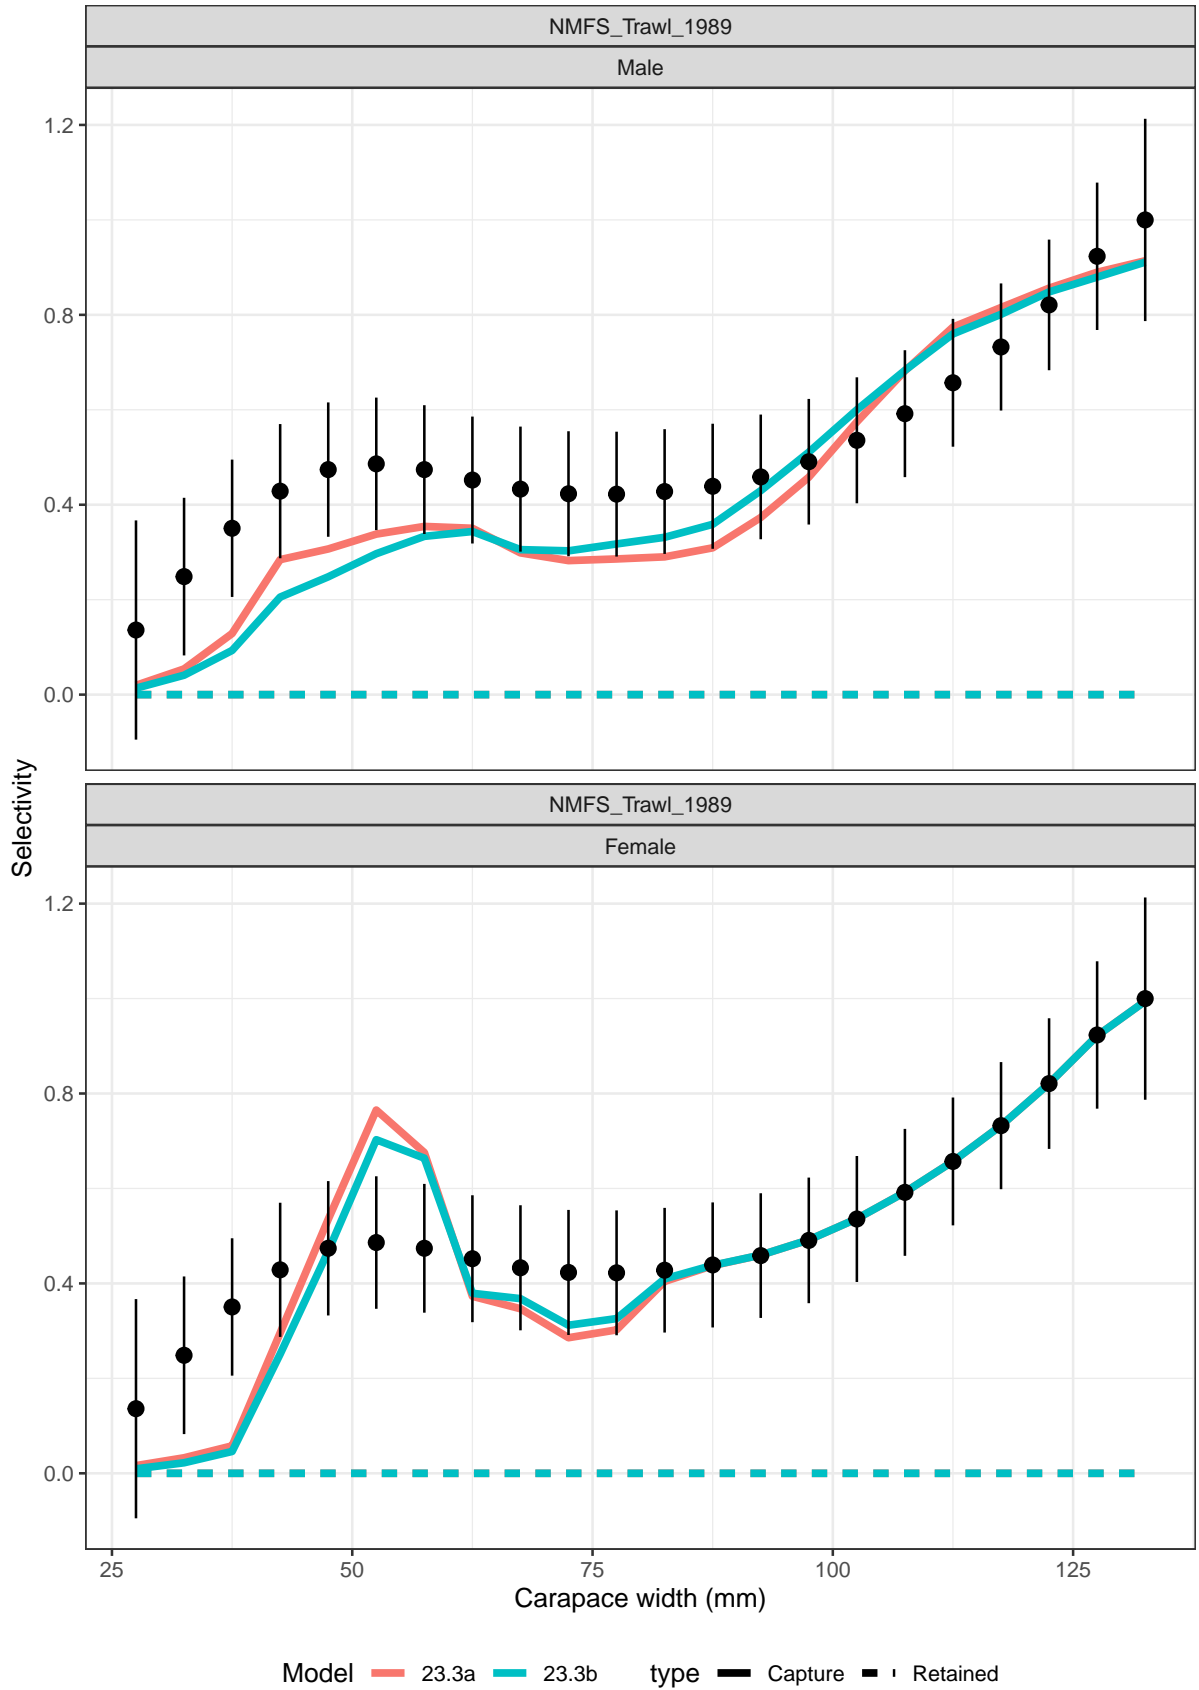 NMFS_Trawl_1989
Male
1.2
0.8
0.4
0.0
Selectivity
NMFS_Trawl_1989
Female
1.2
0.8
0.4
0.0
25 50 75 100 125
Carapace width (mm)
Model 23.3a 23.3b type Capture Retained